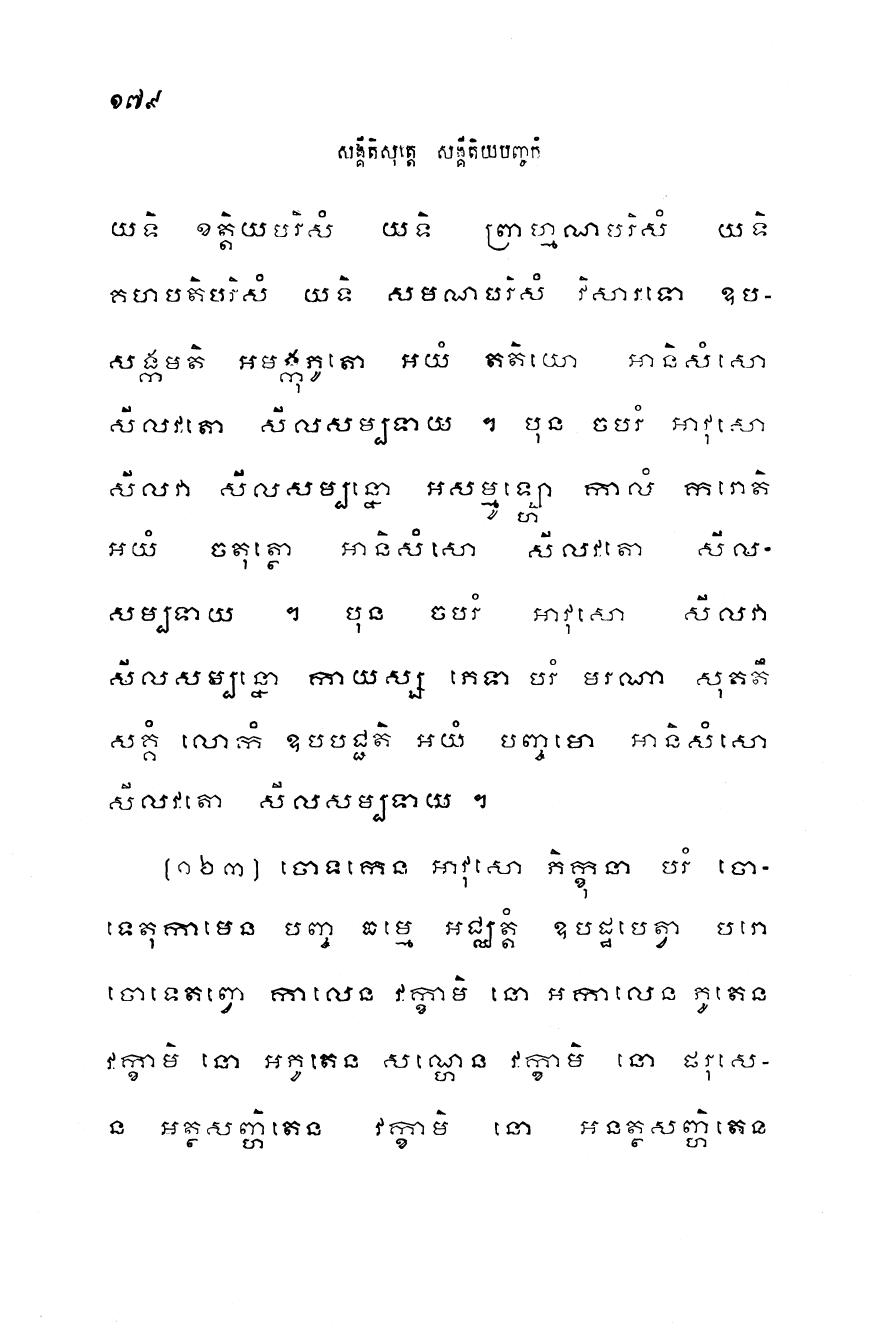 ១៧៩
សង្គីតិសុត្តេ សង្គីតិយបញ្ចកំ
យទិ ខត្តិយបរិសំ យទិ ព្រាហ្មណបរិសំ យទិ
គហបតិបរិសំ យទិ សមណបរិសំ វិសារទោ ឧប-
សង្កមតិ អមង្កុភូតោ អយំ តតិយោ អានិសំសោ
សីលវតោ សីលសម្បទាយ ។ បុន ចបរំ អាវុសោ
សីលវា សីលសម្បន្នោ អសម្មូឡ្ហោ កាលំ ករោតិ
អយំ ចតុត្ថោ អានិសំសោ សីលវតោ សីល-
សម្បទាយ ។ បុន ចបរំ អាវុសោ សីលវា
សីលសម្បន្នោ កាយស្ស ភេទា បរំ មរណា សុគតឹ
សគ្គំ លោកំ ឧបបជ្ជតិ អយំ បញ្ចមោ អានិសំសោ
សីលវតោ សីលសម្បទាយ ។
(១៦៣) ចោទកេន អាវុសោ ភិក្ខុនា បរំ ចោ-
ទេតុកាមេន បញ្ច ធម្មេ អជ្ឈត្តំ ឧបដ្ឋបេត្វា បរោ
ចោទេតព្វោ កាលេន វក្ខាមិ នោ អកាលេន ភូតេន
វក្ខាមិ នោ អភូតេន សណ្ហេន វក្ខាមិ នោ ផរុសេ-
ន អត្ថសញ្ហិតេន វក្ខាមិ នោ អនត្ថសញ្ហិតេន